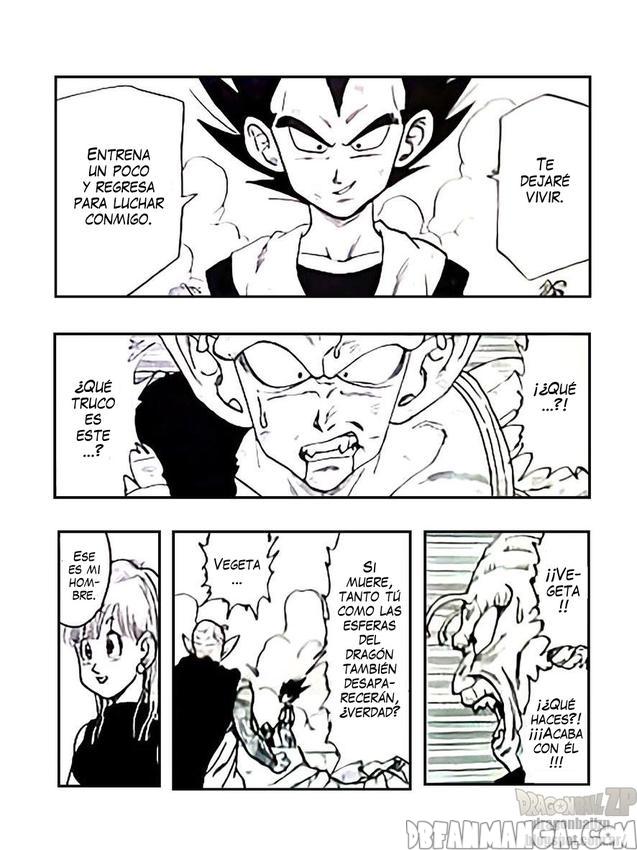 TE
DEJARÉ
VIVIR.
ENTRENA
UN POCO
Y REGRESA
PARA LUCHAR
CONMIGO.
¡¿QUÉ
...?!
¿QUÉ
TRUCO
ES
ESTE
...?
¡¡VE-
GETA
!!
¡¿QUÉ
HACES?!
¡¡¡ACABA
CON ÉL
!!!
SI
MUERE,
TANTO TÚ
COMO LAS
ESFERAS
DEL
DRAGÓN
TAMBIÉN
DESAPA-
RECERÁN,
¿VERDAD?
VEGETA
...
ESE
ES MI
HOM-
BRE.
DRAGONBALL ZP
DBFANMANGA.COM